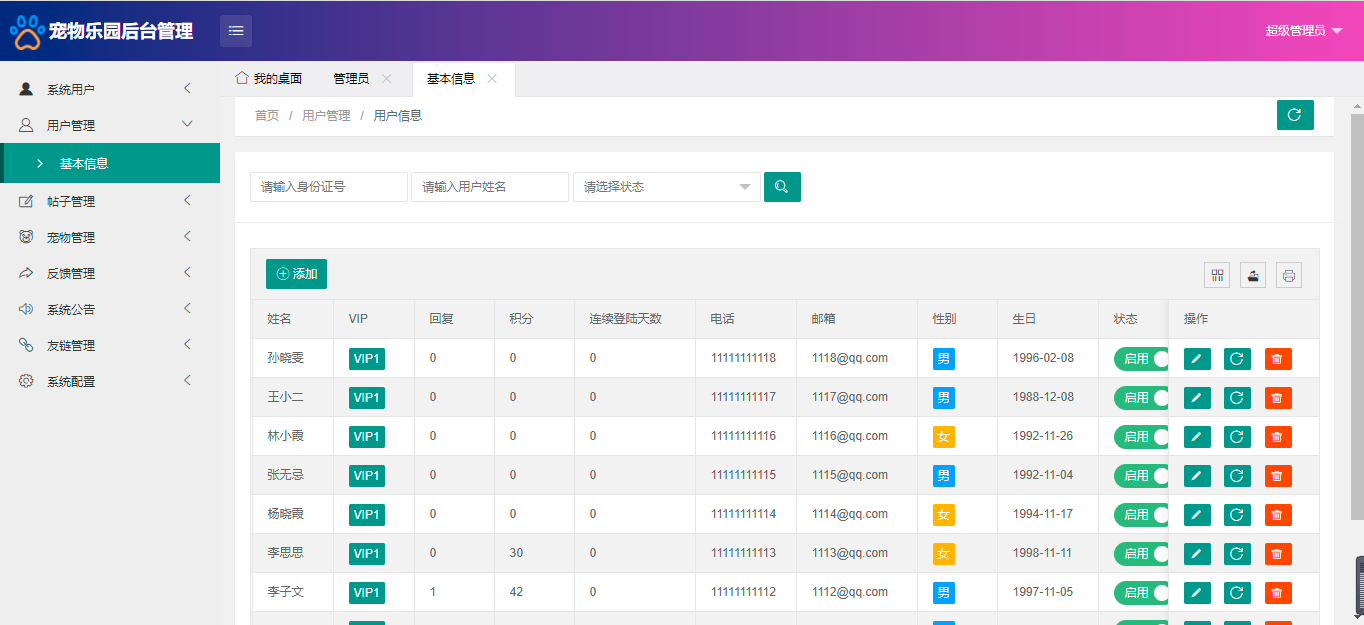 宠物乐园后台管理
超级管理员
系统用户
用户管理
基本信息
帖子管理
宠物管理
反馈管理
系统公告
友链管理
系统配置
我的桌面 管理员 基本信息
首页 / 用户管理 / 用户信息
请输入身份证号 请输入用户姓名 请选择状态
添加
姓名 VIP 回复 积分 连续登陆天数 电话 邮箱 性别 生日 状态 操作
孙晓雯 VIP1 0 0 0 11111111118 1118@qq.com 男 1996-02-08 启用
王小二 VIP1 0 0 0 11111111117 1117@qq.com 男 1988-12-08 启用
林小霞 VIP1 0 0 0 11111111116 1116@qq.com 女 1992-11-26 启用
张无忌 VIP1 0 0 0 11111111115 1115@qq.com 男 1992-11-04 启用
杨晓霞 VIP1 0 0 0 11111111114 1114@qq.com 女 1994-11-17 启用
李思思 VIP1 0 30 0 11111111113 1113@qq.com 女 1998-11-11 启用
李子文 VIP1 1 42 0 11111111112 1112@qq.com 男 1997-11-05 启用